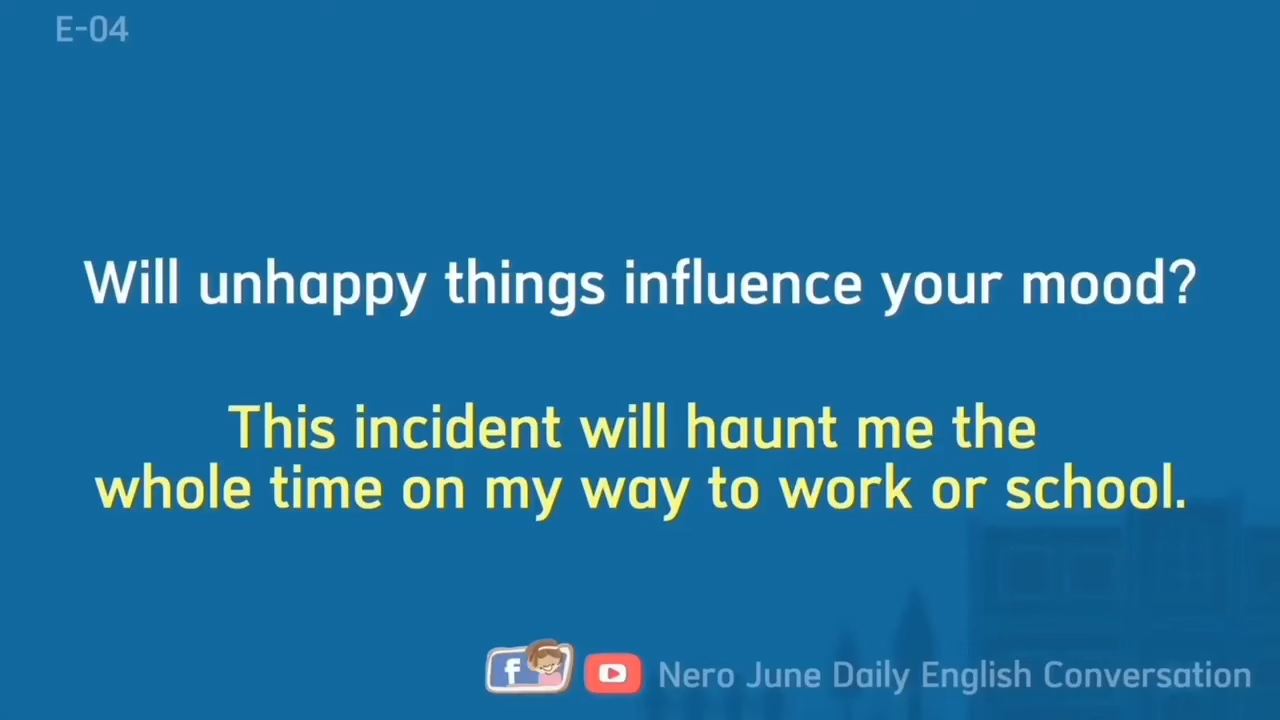 E-04
Will unhappy things influence your mood?
This incident will haunt me the
whole time on my way to work or school.
f
Nero June Daily English Conversation